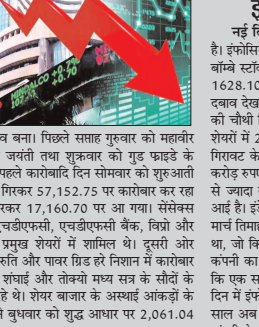 व बना। पिछले सप्ताह गुरुवार को महावीर
जयंती तथा शुक्रवार को गुड फ्राइडे के
पहले कारोबादि दिन सोमवार को शुरुआती
गिरकर 57,152.75 पर कारोबार कर रहा
रकर 17,160.70 पर आ गया। सेंसेक्स
एचडीएफसी, एचडीएफसी बैंक, विप्रो और
प्रमुख शेयरों में शामिल थे। दूसरी ओर
रुति और पावर ग्रिड हरे निशान में कारोबार
शंघाई और तोक्यो मध्य सत्र के सौदों के
हे थे। शेयर बाजार के अस्थाई आंकड़ों के
ने बुधवार को शुद्ध आधार पर 2,061.04
नई दि
है। इंफोसि
बॉम्बे स्टॉव
1628.10
दबाव देख
की चौथी ि
शेयरों में 2
गिरावट के
करोड़ रुपए
से ज्यादा
आई है। इंफ
मार्च तिमाह
था, जो कि
कंपनी का
कि एक स
दिन में इंफो
साल अब